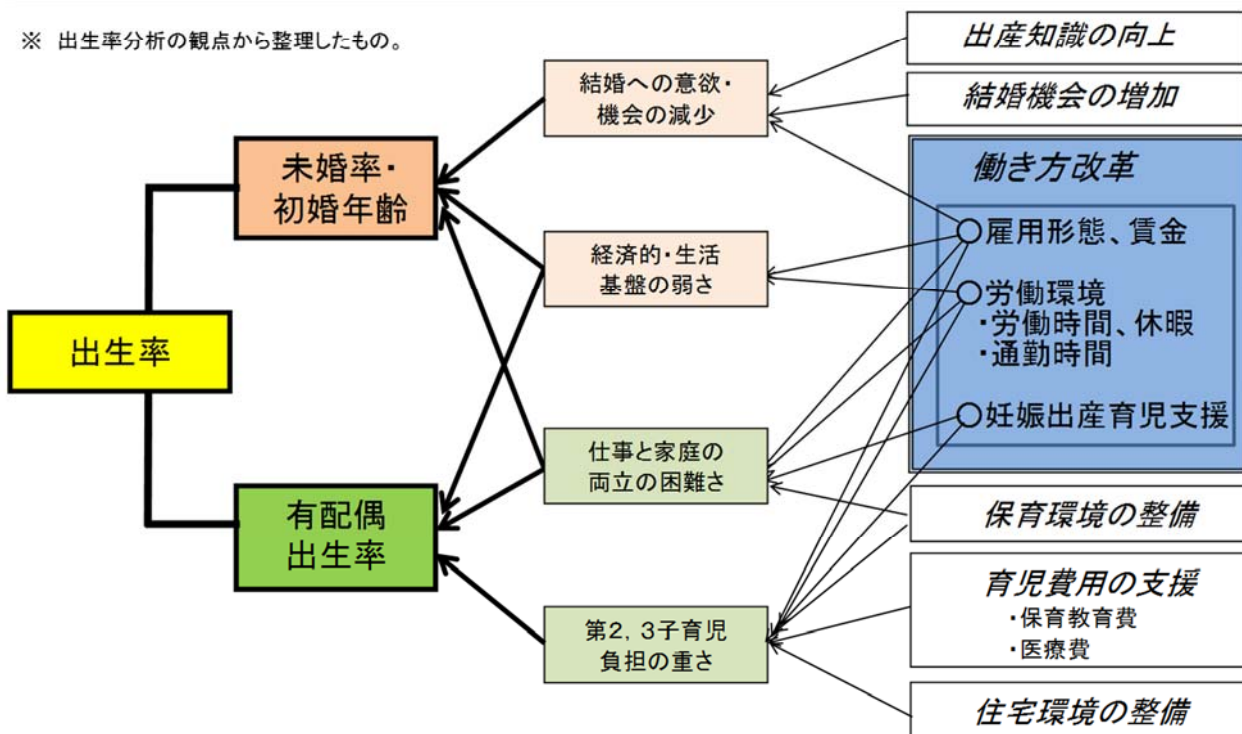 ※ 出生率分析の観点から整理したもの。
出生率
未婚率・
初婚年齢
有配偶
出生率
結婚への意欲・
機会の減少
経済的・生活
基盤の弱さ
仕事と家庭の
両立の困難さ
第2，3子育児
負担の重さ
出産知識の向上
結婚機会の増加
働き方改革
○雇用形態、賃金
○労働環境
・労働時間、休暇
・通勤時間
○妊娠出産育児支援
保育環境の整備
育児費用の支援
・保育教育費
・医療費
住宅環境の整備